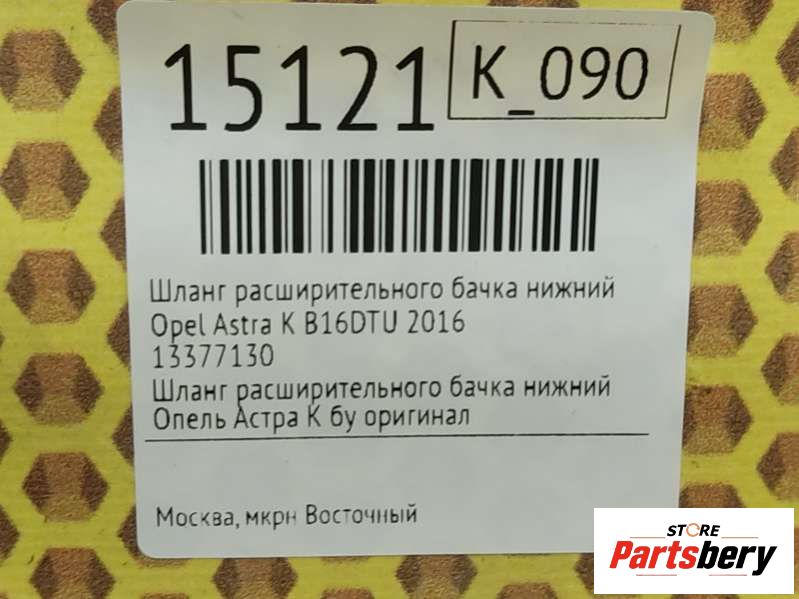 15121
K_090
Шланг расширительного бачка нижний
Opel Astra K B16DTU 2016
13377130
Шланг расширительного бачка нижний
Опель Астра К бу оригинал
Москва, мкрн Восточный
STORE
Partsbery